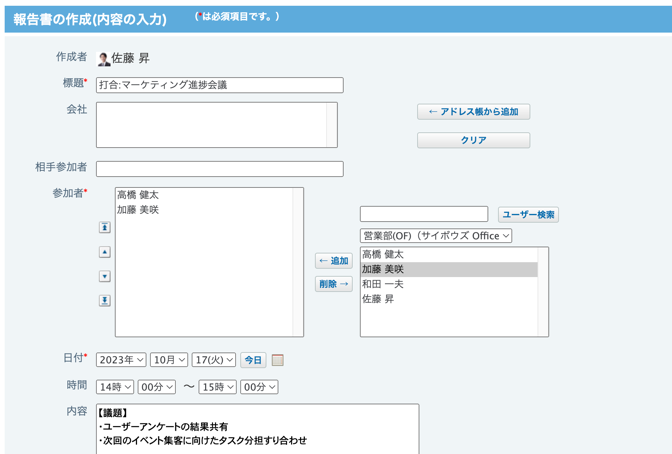 報告書の作成(内容の入力) (*は必須項目です。)
作成者 佐藤 昇
標題* 打合:マーケティング進捗会議
会社
← アドレス帳から追加
クリア
相手参加者
参加者*
高橋 健太
加藤 美咲
ユーザー検索
営業部(OF)（サイボウズ Office
← 追加
削除 →
高橋 健太
加藤 美咲
和田 一夫
佐藤 昇
日付* 2023年 10月 17(火) 今日
時間 14時 00分 ～ 15時 00分
内容
【議題】
・ユーザーアンケートの結果共有
・次回のイベント集客に向けたタスク分担すり合わせ